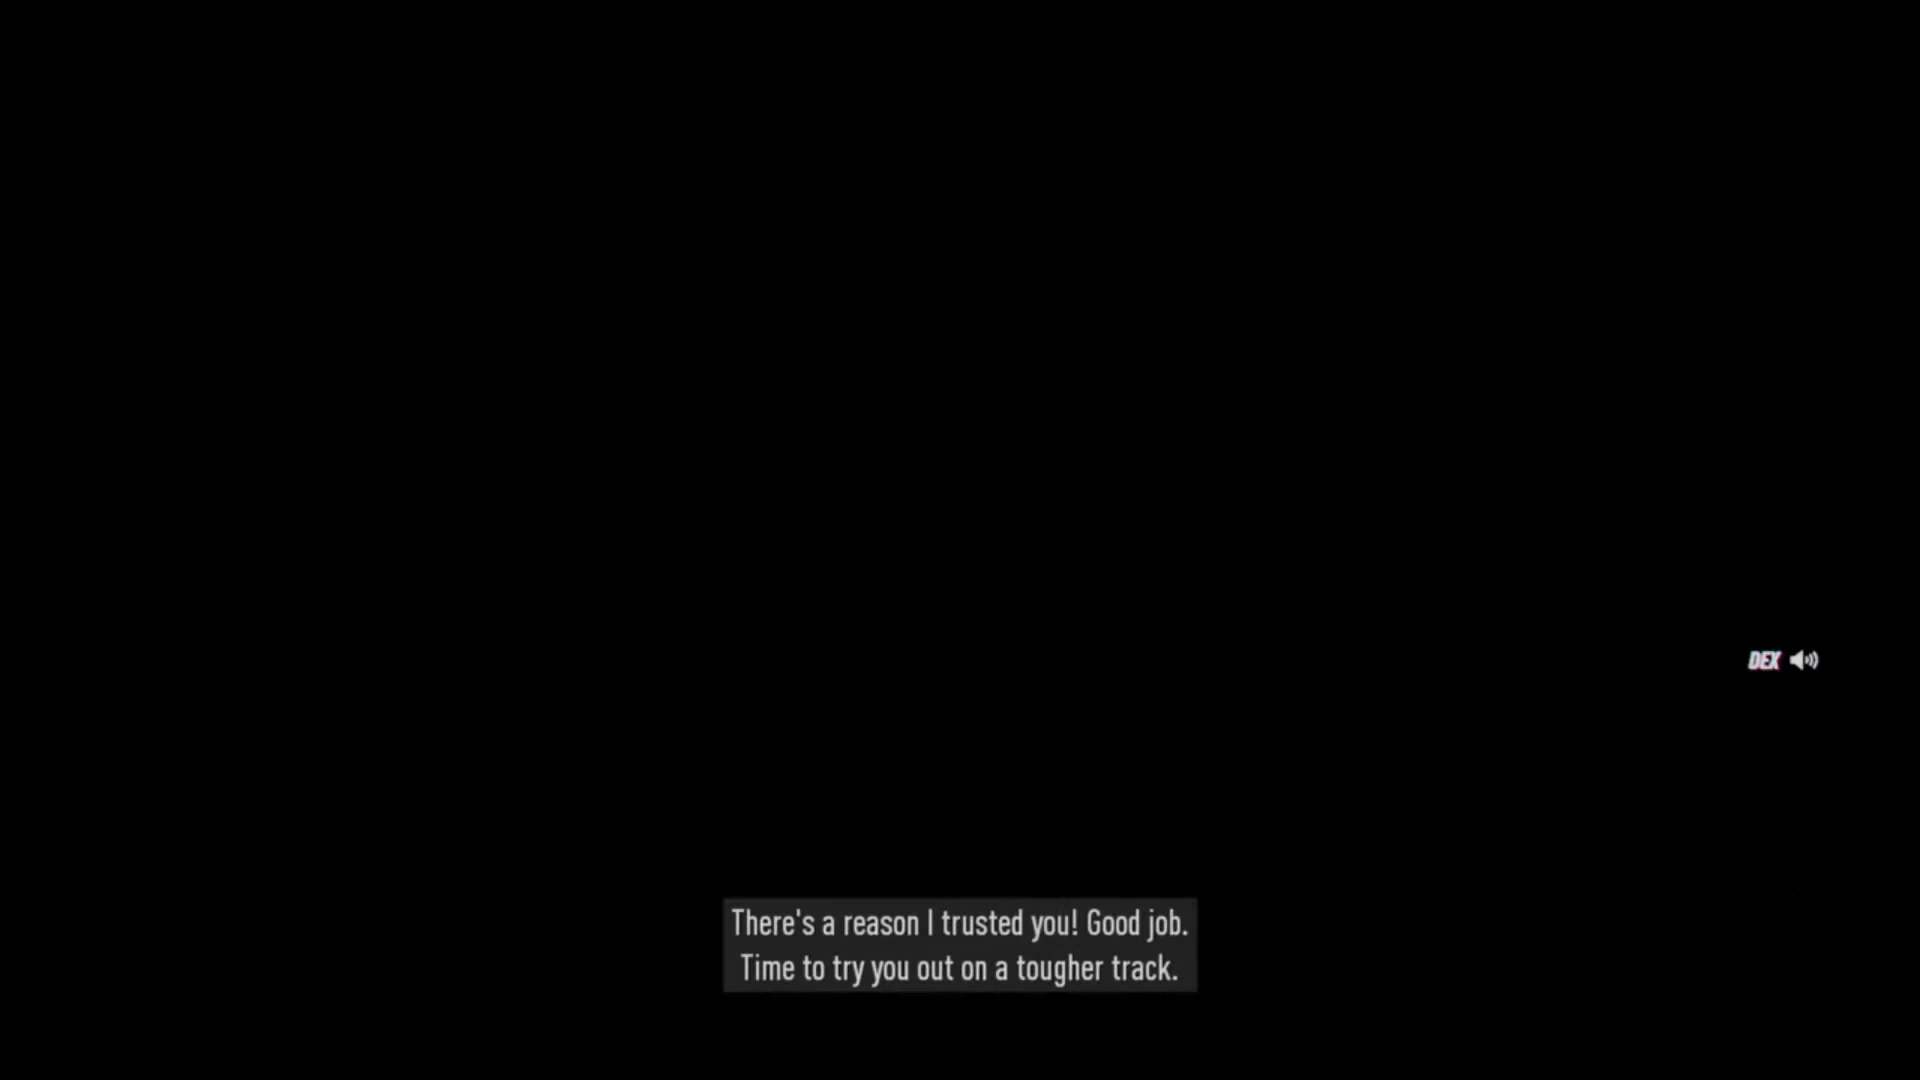 DEX
There's a reason I trusted you! Good job.
Time to try you out on a tougher track.